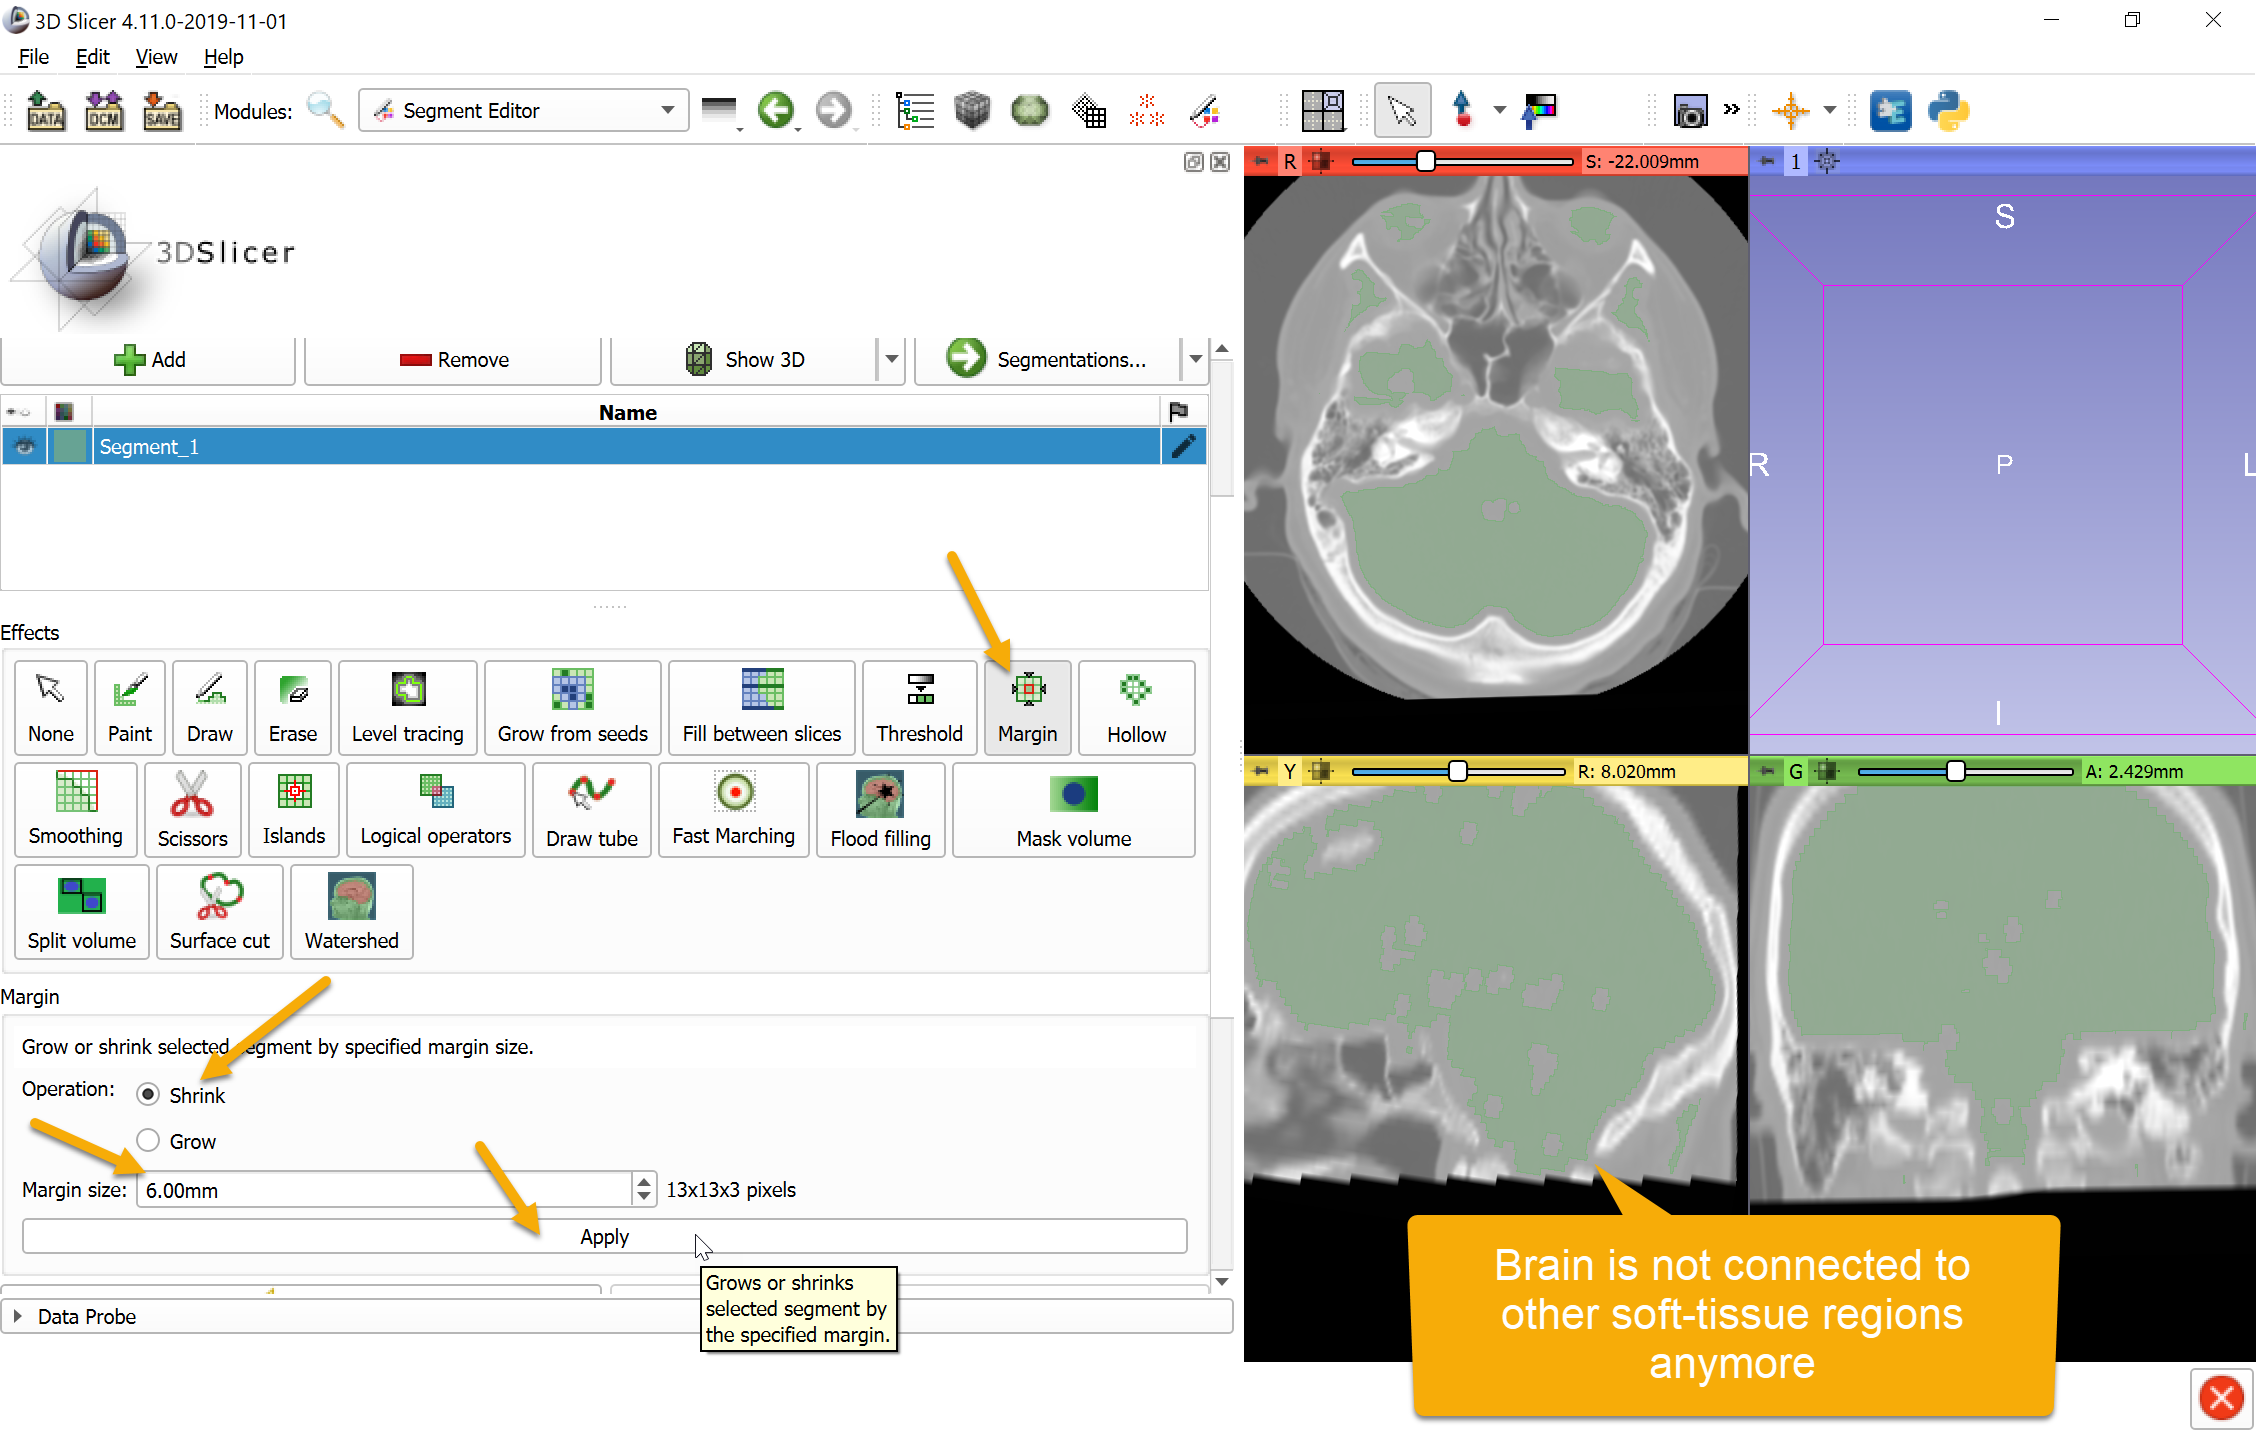 3D Slicer 4.11.0-2019-11-01
File Edit View Help
DATA DCM SAVE Modules: Segment Editor
3DSlicer
Add Remove Show 3D Segmentations...
Name
Segment_1
Effects
None Paint Draw Erase Level tracing Grow from seeds Fill between slices Threshold Margin Hollow
Smoothing Scissors Islands Logical operators Draw tube Fast Marching Flood filling Mask volume
Split volume Surface cut Watershed
Margin
Grow or shrink selected segment by specified margin size.
Operation: Shrink
Grow
Margin size: 6.00mm 13x13x3 pixels
Apply
Grows or shrinks
selected segment by
the specified margin.
Data Probe
R S: -22.009mm
1
S
R P L
I
Y R: 8.020mm
G A: 2.429mm
Brain is not connected to
other soft-tissue regions
anymore